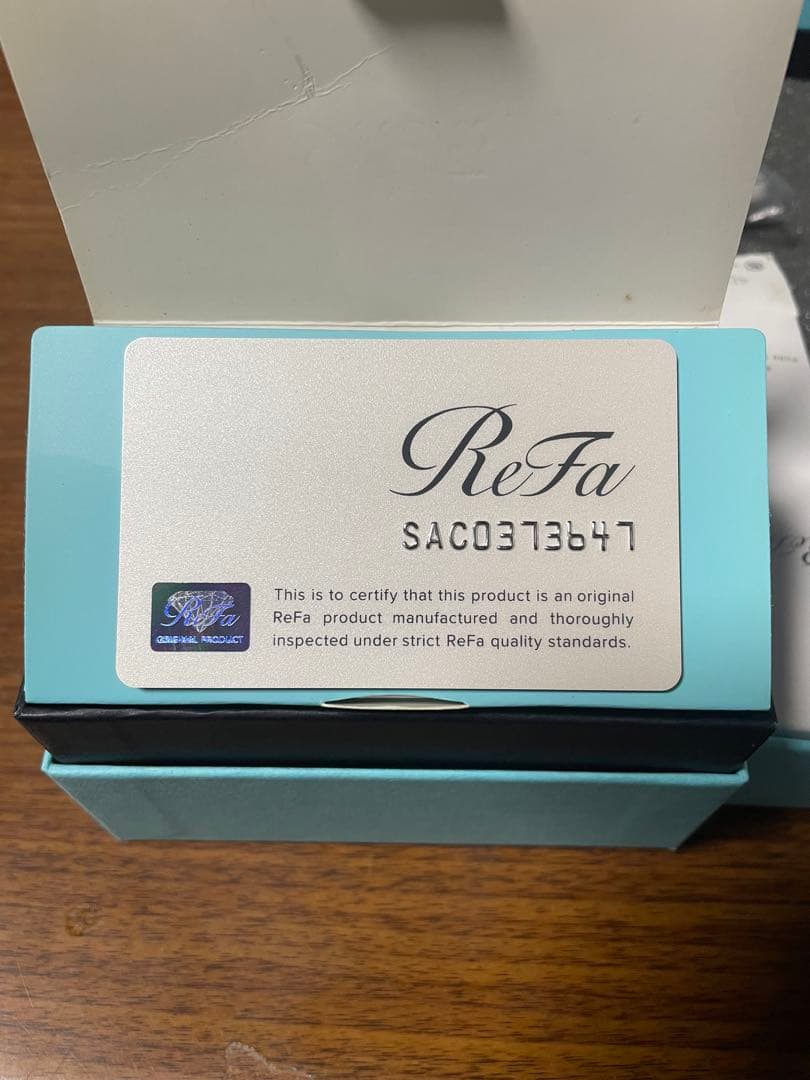 ReFa
SAC0373647
This is to certify that this product is an original
ReFa product manufactured and thoroughly
inspected under strict ReFa quality standards.
ReFa
ORIGINAL PRODUCT